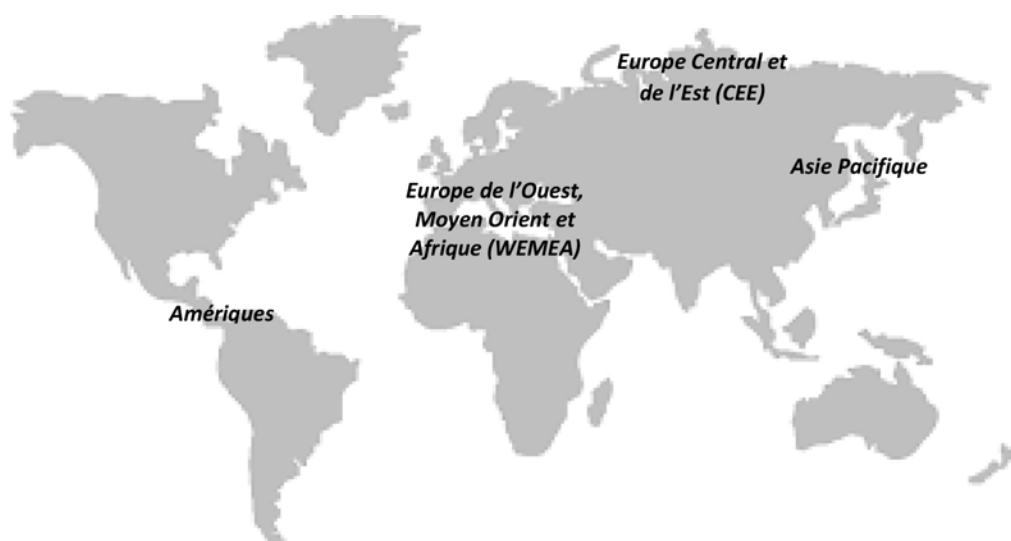 Europe Central et
de l'Est (CEE)
Asie Pacifique
Europe de l'Ouest,
Moyen Orient et
Afrique (WEMEA)
Amériques